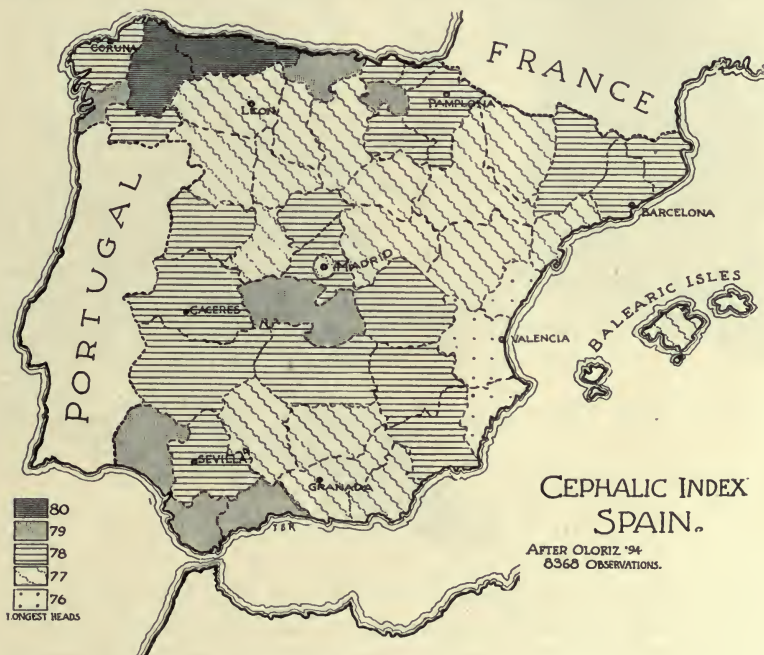 CORUNA
FRANCE
LEON
PAMPLONA
BARCELONA
PORTUGAL
MADRID
BALEARIC ISLES
CACERES
VALENCIA
SEVILLA
GRANADA
CEPHALIC INDEX
SPAIN.
AFTER OLORIZ '94
8368 OBSERVATIONS.
80
79
78
77
76
LONGEST HEADS